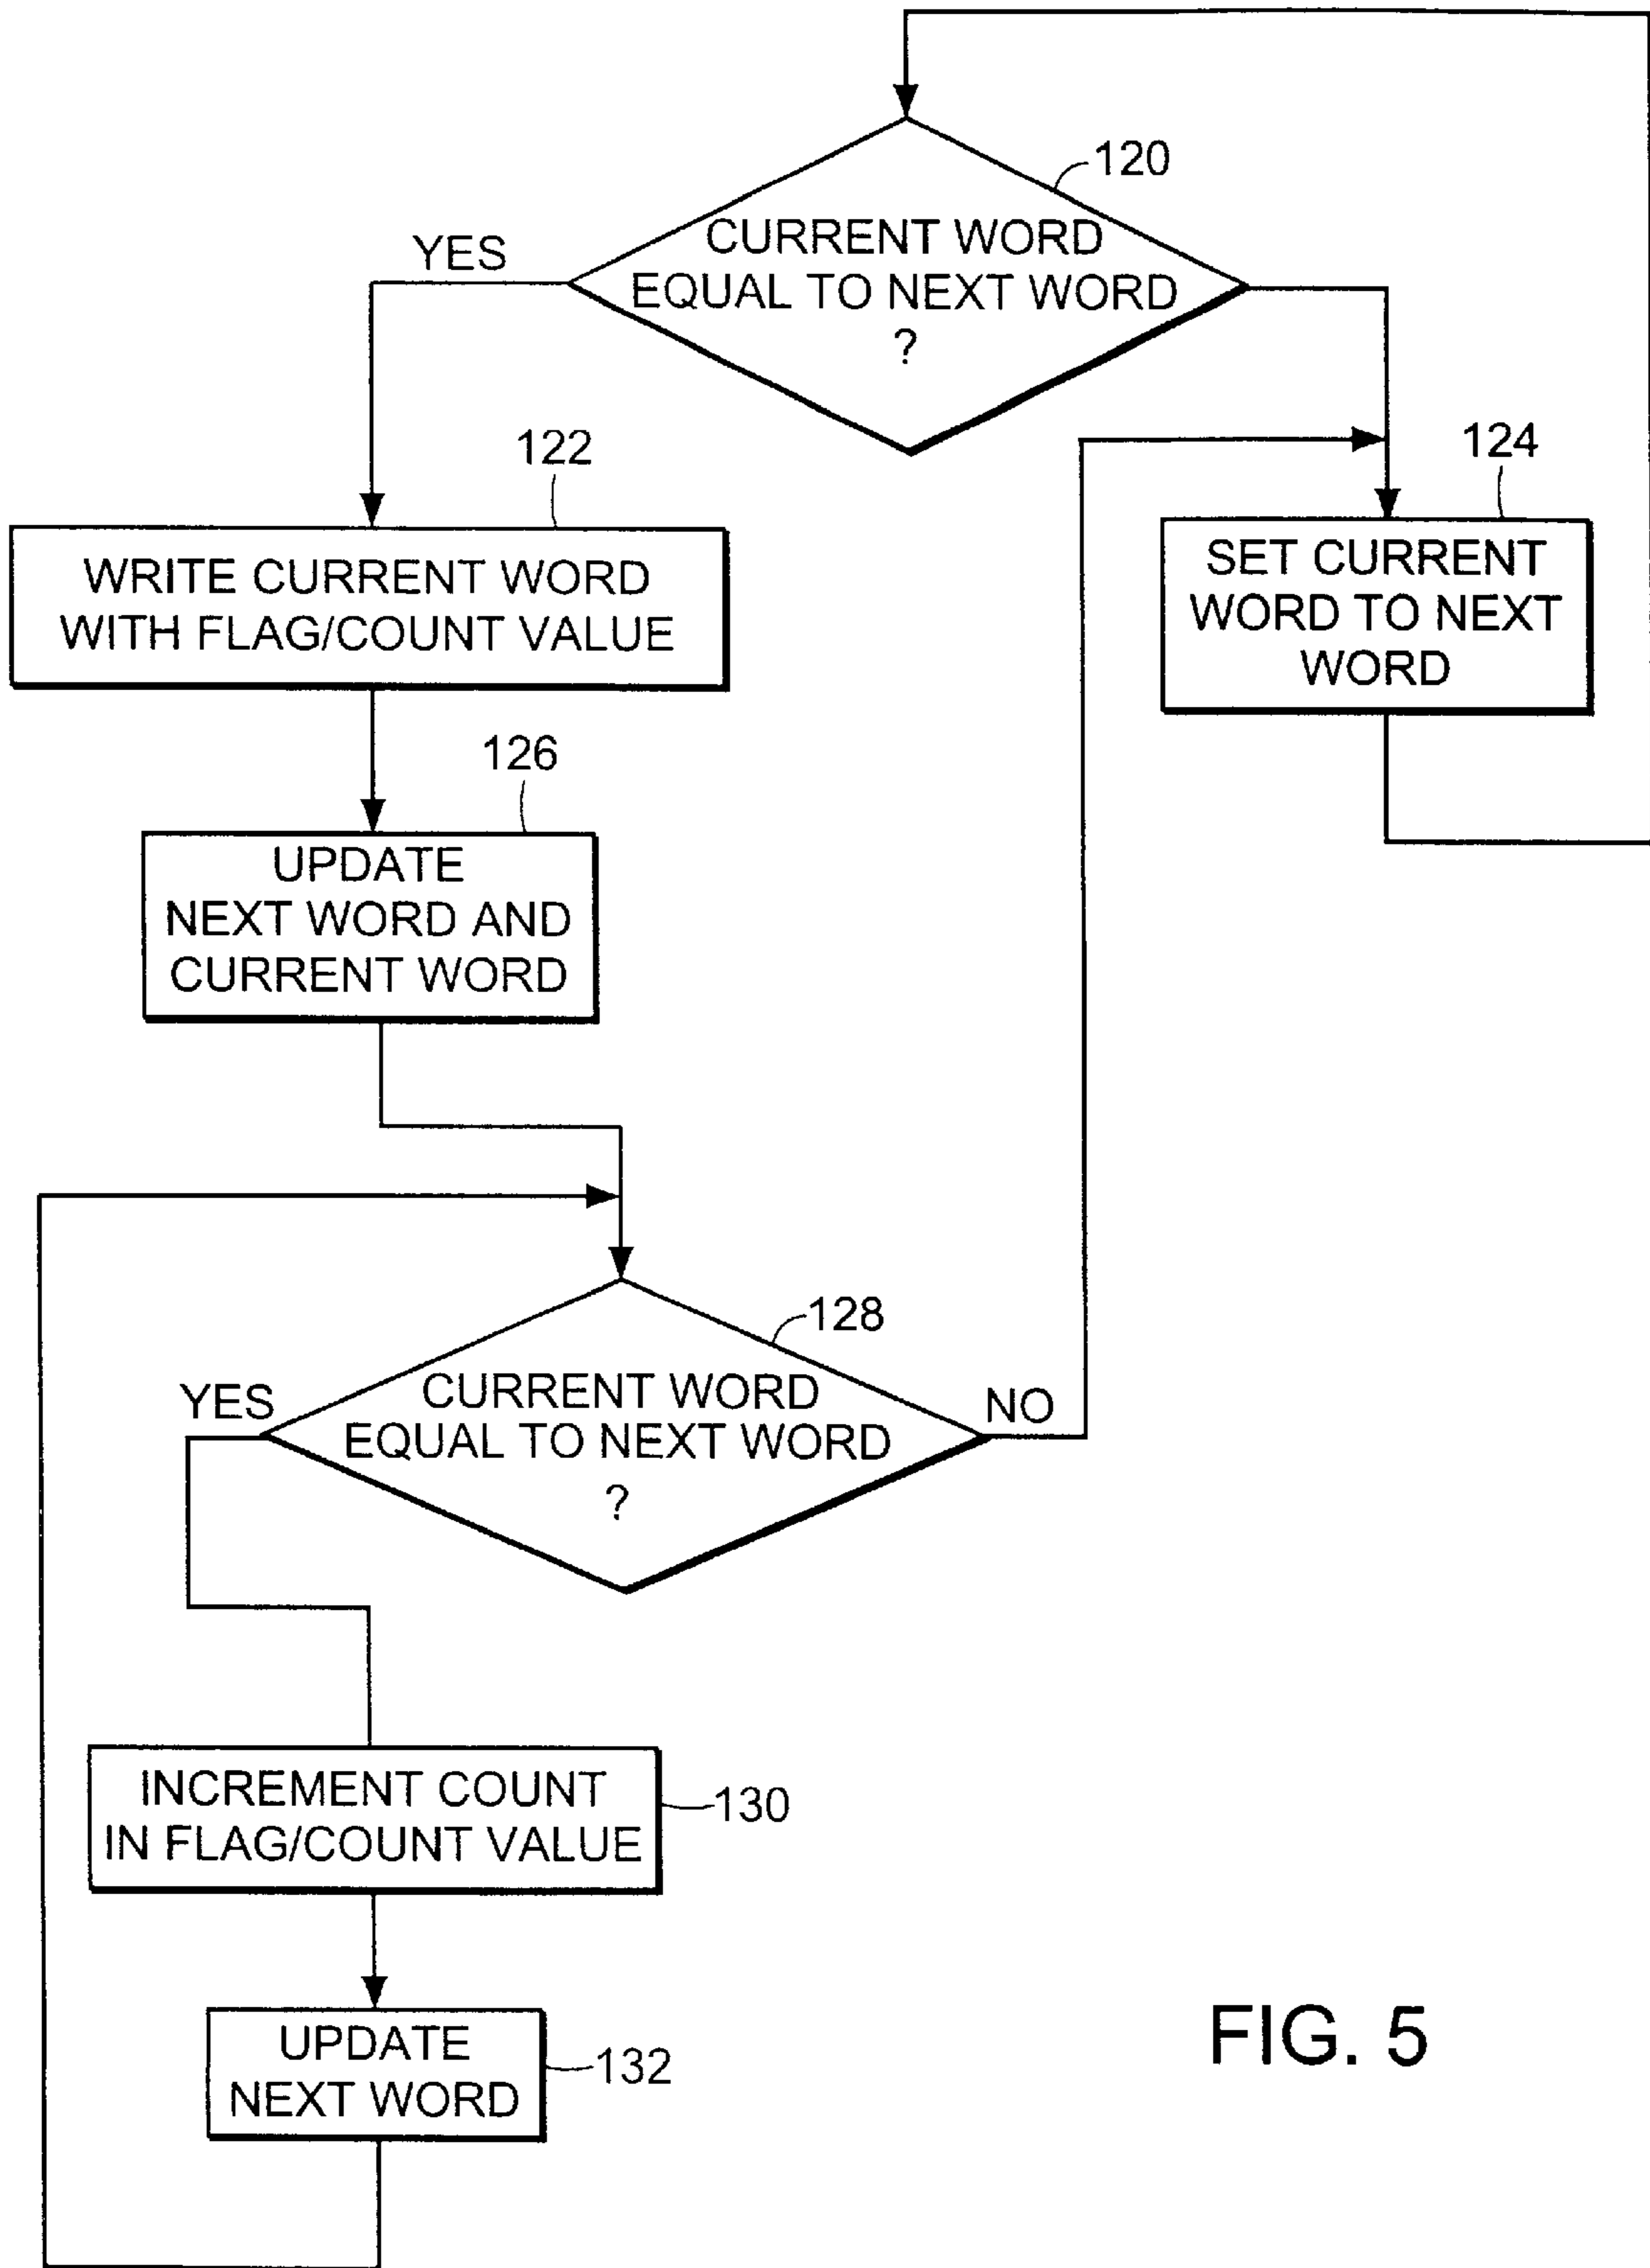 120
CURRENT WORD
EQUAL TO NEXT WORD
?
YES
122
WRITE CURRENT WORD
WITH FLAG/COUNT VALUE
124
SET CURRENT
WORD TO NEXT
WORD
126
UPDATE
NEXT WORD AND
CURRENT WORD
128
CURRENT WORD
EQUAL TO NEXT WORD
?
YES
NO
INCREMENT COUNT
IN FLAG/COUNT VALUE
130
UPDATE
NEXT WORD
132
FIG. 5